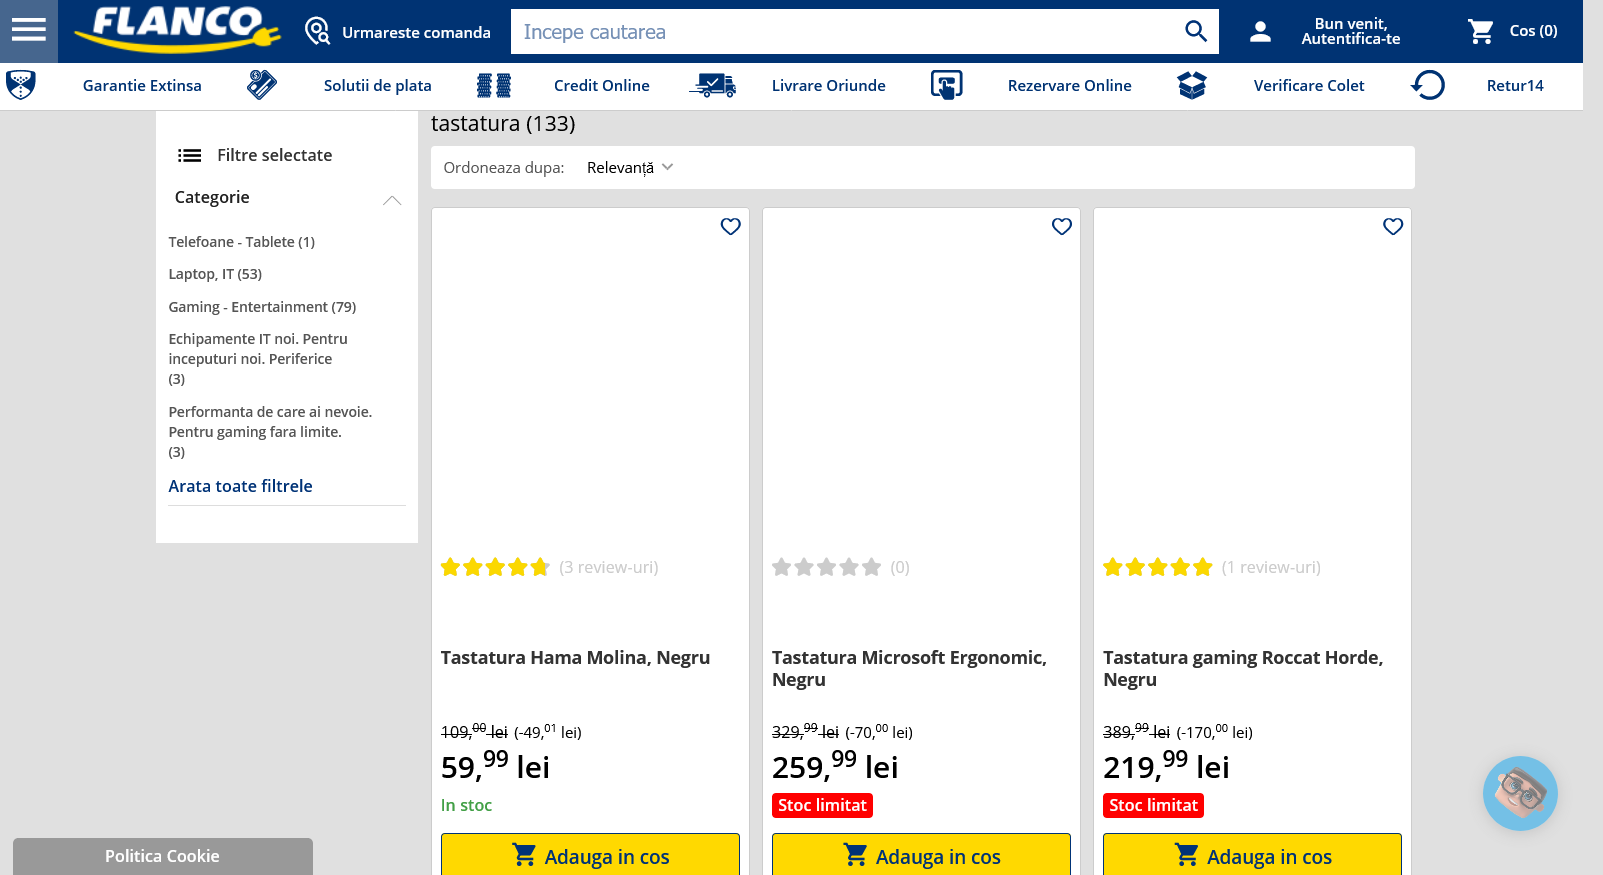 FLANCO
Urmareste comanda
Incepe cautarea
Bun venit,
Autentifica-te
Cos (0)
Garantie Extinsa
Solutii de plata
Credit Online
Livrare Oriunde
Rezervare Online
Verificare Colet
Retur14
tastatura (133)
Filtre selectate
Ordoneaza dupa: Relevanță
Categorie
Telefoane - Tablete (1)
Laptop, IT (53)
Gaming - Entertainment (79)
Echipamente IT noi. Pentru
inceputuri noi. Periferice
(3)
Performanta de care ai nevoie.
Pentru gaming fara limite.
(3)
Arata toate filtrele
(3 review-uri)
Tastatura Hama Molina, Negru
109,00 lei (-49,01 lei)
59,99 lei
In stoc
Adauga in cos
(0)
Tastatura Microsoft Ergonomic,
Negru
329,99 lei (-70,00 lei)
259,99 lei
Stoc limitat
Adauga in cos
(1 review-uri)
Tastatura gaming Roccat Horde,
Negru
389,99 lei (-170,00 lei)
219,99 lei
Stoc limitat
Adauga in cos
Politica Cookie